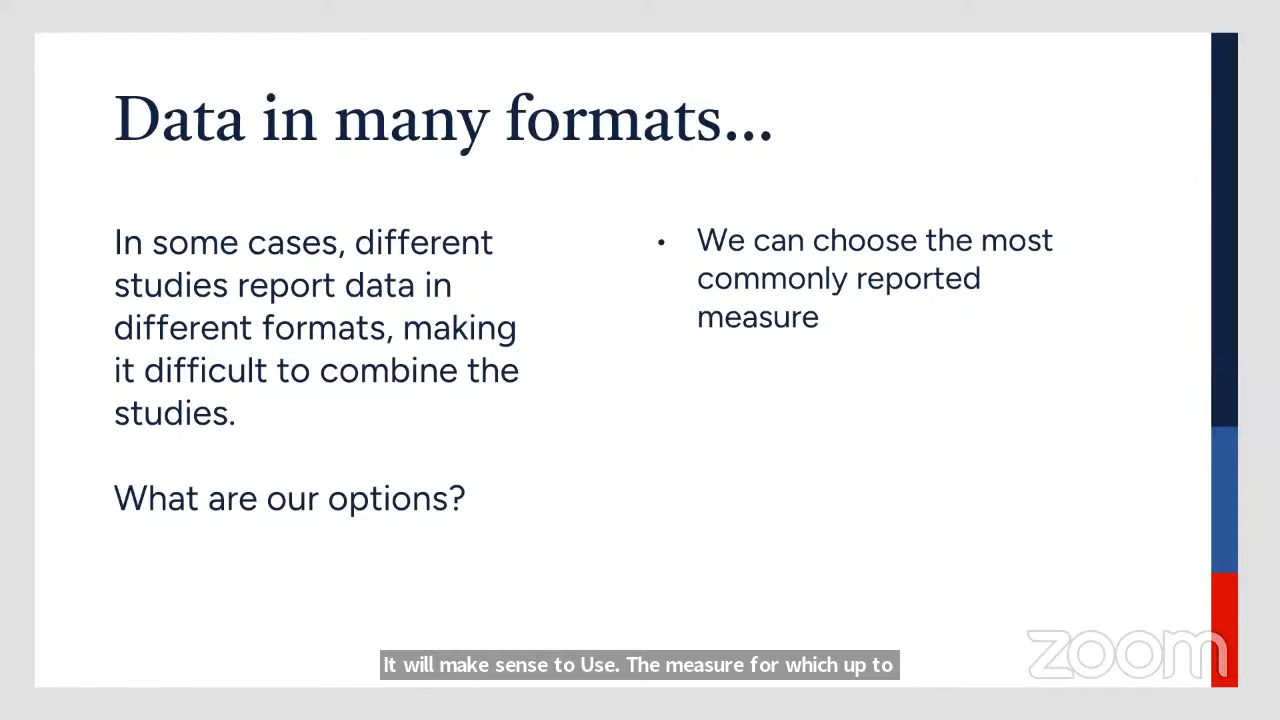 Data in many formats...
In some cases, different
studies report data in
different formats, making
it difficult to combine the
studies.
What are our options?
• We can choose the most
commonly reported
measure
It will make sense to Use. The measure for which up to
zoom